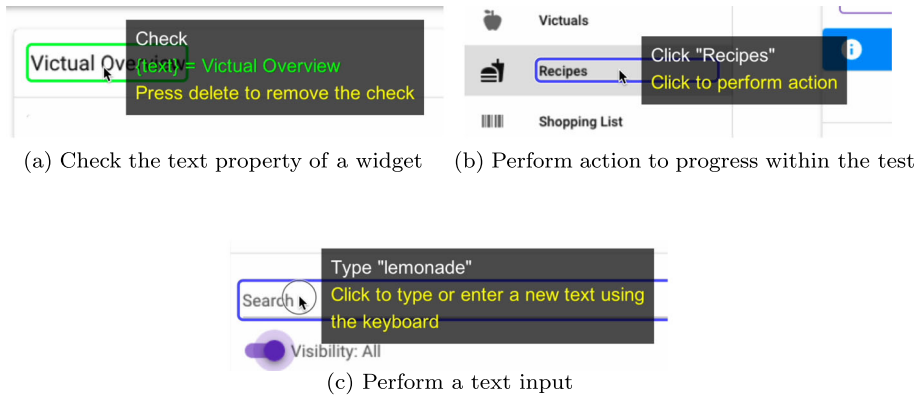 Check
Victual Overview
{text} = Victual Overview
Press delete to remove the check
Victuals
Recipes
Click "Recipes"
Click to perform action
Shopping List
(a) Check the text property of a widget
(b) Perform action to progress within the test
Type "lemonade"
Search
Click to type or enter a new text using
the keyboard
Visibility: All
(c) Perform a text input